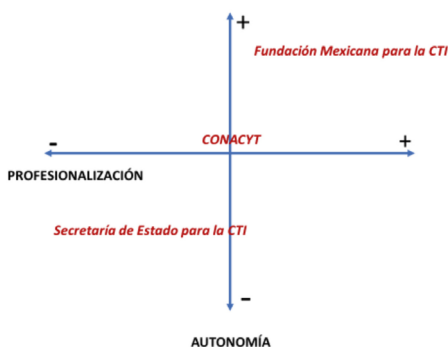 +
Fundación Mexicana para la CTI
CONACYT
- +
PROFESIONALIZACIÓN
Secretaría de Estado para la CTI
-
AUTONOMÍA